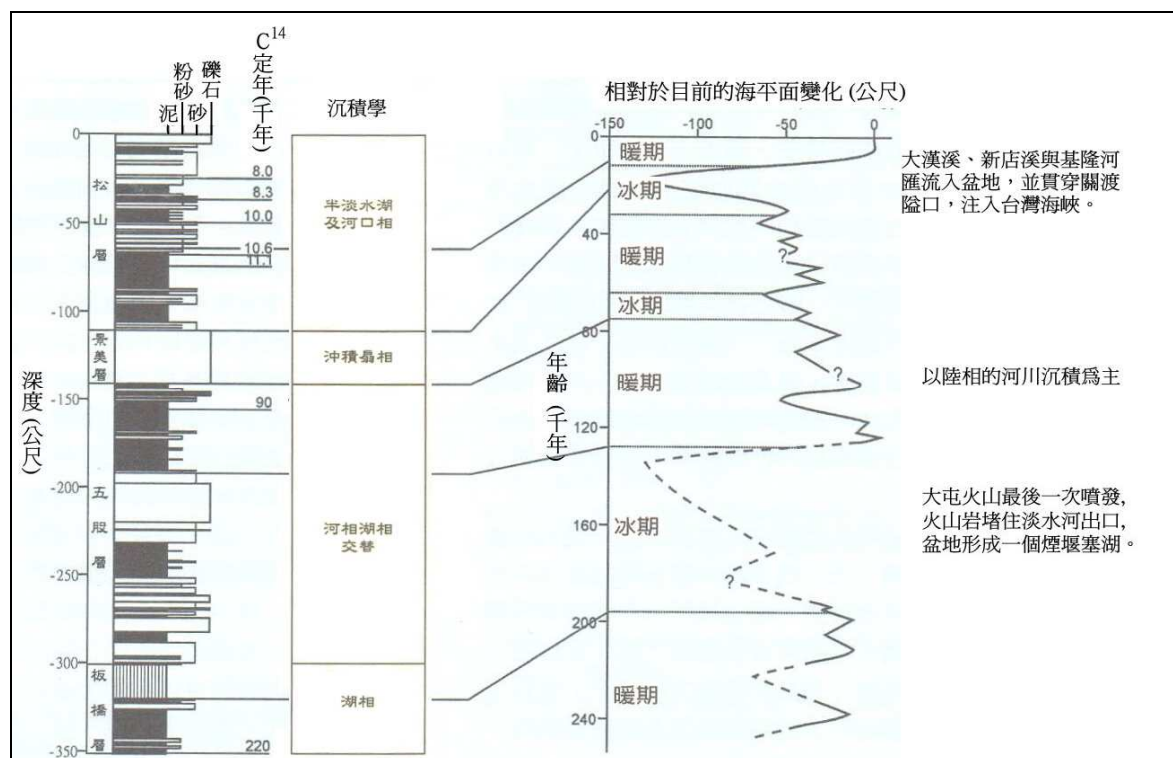 C14
定年(千年)
礫石
粉砂
砂
泥
沉積學
0
-50
-100
-150
-200
-250
-300
-350
深度(公尺)
松山層
景美層
五股層
板橋層
8.0
8.3
10.0
10.6
11.1
90
220
半淡水湖
及河口相
沖積扇相
河相湖相
交替
湖相
相對於目前的海平面變化(公尺)
-150
-100
-50
0
0
40
80
120
160
200
240
年齡(千年)
暖期
冰期
暖期
?
冰期
暖期
?
冰期
?
暖期
大漢溪、新店溪與基隆河
匯流入盆地，並貫穿關渡
隘口，注入台灣海峽。
以陸相的河川沉積爲主
大屯火山最後一次噴發,
火山岩堵住淡水河出口,
盆地形成一個煙堰塞湖。